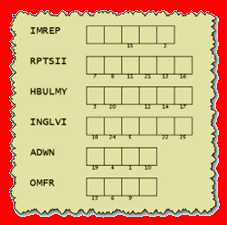 IMREP
15 2
RPTSII
7 8 11 21 13 16
HBULMY
3 20 12 14 17
INGLVI
18 24 5 22 25
ADWN
19 4 1 10
OMFR
23 6 9